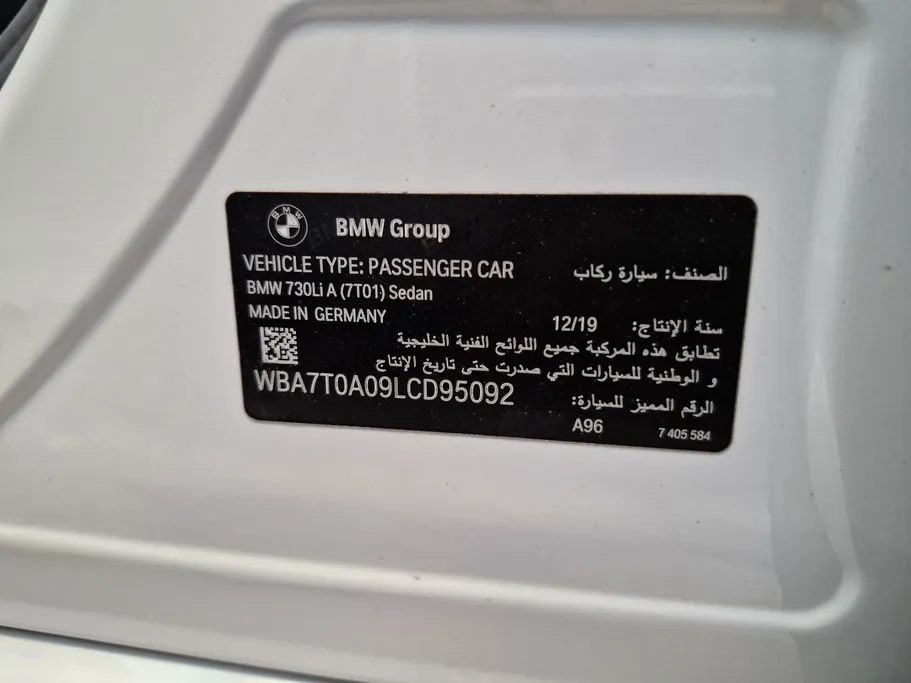 BMW
BMW Group
VEHICLE TYPE: PASSENGER CAR
الصنف: سيارة ركاب
BMW 730Li A (7T01) Sedan
MADE IN GERMANY
سنة الإنتاج: 12/19
تطابق هذه المركبة جميع اللوائح الفنية الخليجية
و الوطنية للسيارات التي صدرت حتى تاريخ الإنتاج
WBA7T0A09LCD95092
الرقم المميز للسيارة:
A96
7 405 584